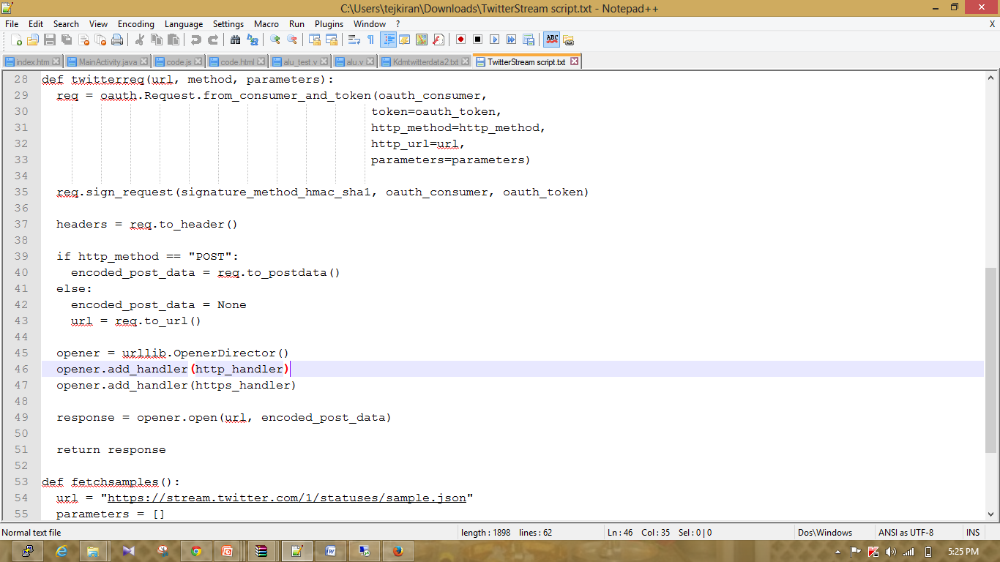 C:\Users\tejkiran\Downloads\TwitterStream script.txt - Notepad++
File Edit Search View Encoding Language Settings Macro Run Plugins Window ? X
index.htm MainActivity.java code.js code.html alu_test.v alu.v Kdmtwitterdata2.txt TwitterStream script.txt
28 def twitterreq(url, method, parameters):
29   req = oauth.Request.from_consumer_and_token(oauth_consumer,
30                                              token=oauth_token,
31                                              http_method=http_method,
32                                              http_url=url,
33                                              parameters=parameters)
34
35   req.sign_request(signature_method_hmac_sha1, oauth_consumer, oauth_token)
36
37   headers = req.to_header()
38
39   if http_method == "POST":
40     encoded_post_data = req.to_postdata()
41   else:
42     encoded_post_data = None
43     url = req.to_url()
44
45   opener = urllib.OpenerDirector()
46   opener.add_handler(http_handler)
47   opener.add_handler(https_handler)
48
49   response = opener.open(url, encoded_post_data)
50
51   return response
52
53 def fetchsamples():
54   url = "https://stream.twitter.com/1/statuses/sample.json"
55   parameters = []
Normal text file length : 1898 lines : 62 Ln : 46 Col : 35 Sel : 0 | 0 Dos\Windows ANSI as UTF-8 INS
5:25 PM